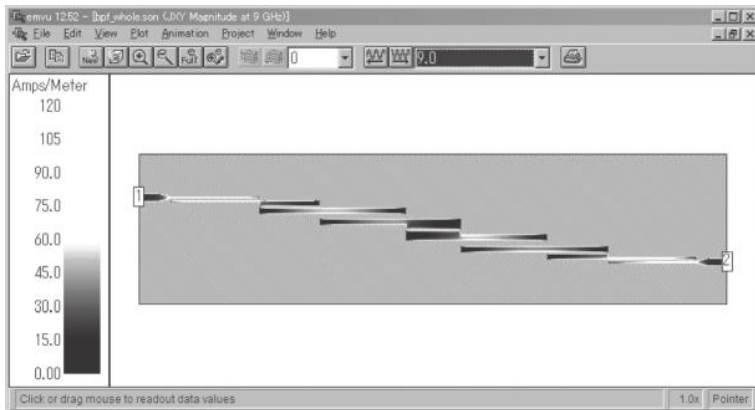 emvu 12.52 - [bpf_whole.son (JXY Magnitude at 9 GHz)]
File Edit View Plot Animation Project Window Help
New Full 0 9.0
Amps/Meter
120
105
90.0
75.0
60.0
45.0
30.0
15.0
0.00
1
2
Click or drag mouse to readout data values 1.0x Pointer